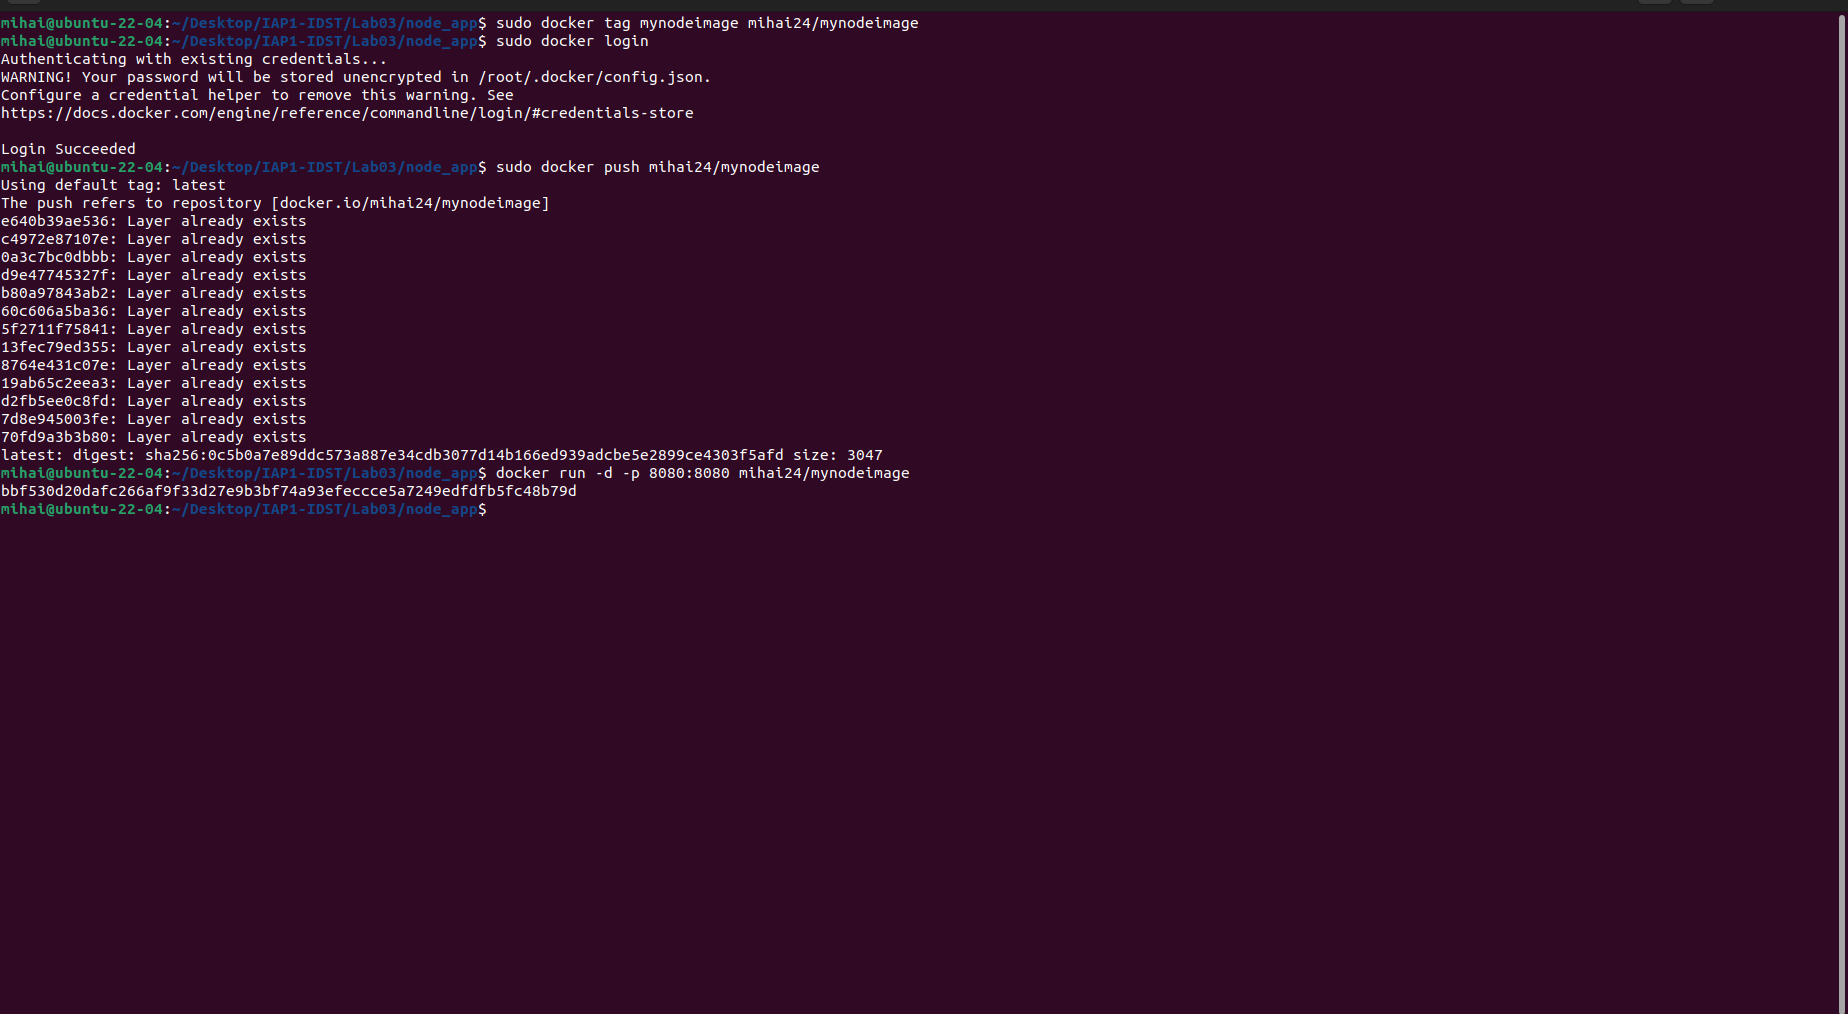 mihai@ubuntu-22-04:~/Desktop/IAP1-IDST/Lab03/node_app$ sudo docker tag mynodeimage mihai24/mynodeimage
mihai@ubuntu-22-04:~/Desktop/IAP1-IDST/Lab03/node_app$ sudo docker login
Authenticating with existing credentials...
WARNING! Your password will be stored unencrypted in /root/.docker/config.json.
Configure a credential helper to remove this warning. See
https://docs.docker.com/engine/reference/commandline/login/#credentials-store
Login Succeeded
mihai@ubuntu-22-04:~/Desktop/IAP1-IDST/Lab03/node_app$ sudo docker push mihai24/mynodeimage
Using default tag: latest
The push refers to repository [docker.io/mihai24/mynodeimage]
e640b39ae536: Layer already exists
c4972e87107e: Layer already exists
0a3c7bc0dbbb: Layer already exists
d9e47745327f: Layer already exists
b80a97843ab2: Layer already exists
60c606a5ba36: Layer already exists
5f2711f75841: Layer already exists
13fec79ed355: Layer already exists
8764e431c07e: Layer already exists
19ab65c2eea3: Layer already exists
d2fb5ee0c8fd: Layer already exists
7d8e945003fe: Layer already exists
70fd9a3b3b80: Layer already exists
latest: digest: sha256:0c5b0a7e89ddc573a887e34cdb3077d14b166ed939adcbe5e2899ce4303f5afd size: 3047
mihai@ubuntu-22-04:~/Desktop/IAP1-IDST/Lab03/node_app$ docker run -d -p 8080:8080 mihai24/mynodeimage
bbf530d20dafc266af9f33d27e9b3bf74a93efeccce5a7249edfdfb5fc48b79d
mihai@ubuntu-22-04:~/Desktop/IAP1-IDST/Lab03/node_app$